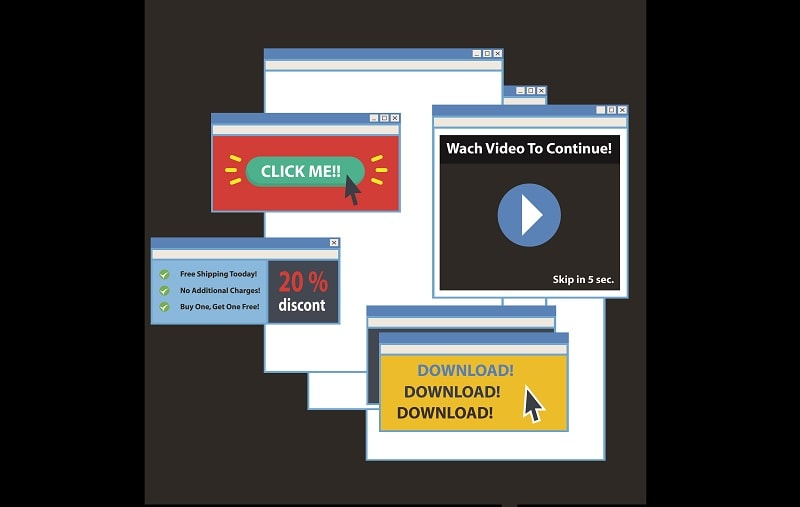 CLICK ME!!
Wach Video To Continue!
Skip in 5 sec.
Free Shipping Tooday!
No Additional Charges!
Buy One, Get One Free!
20 %
discont
DOWNLOAD!
DOWNLOAD!
DOWNLOAD!